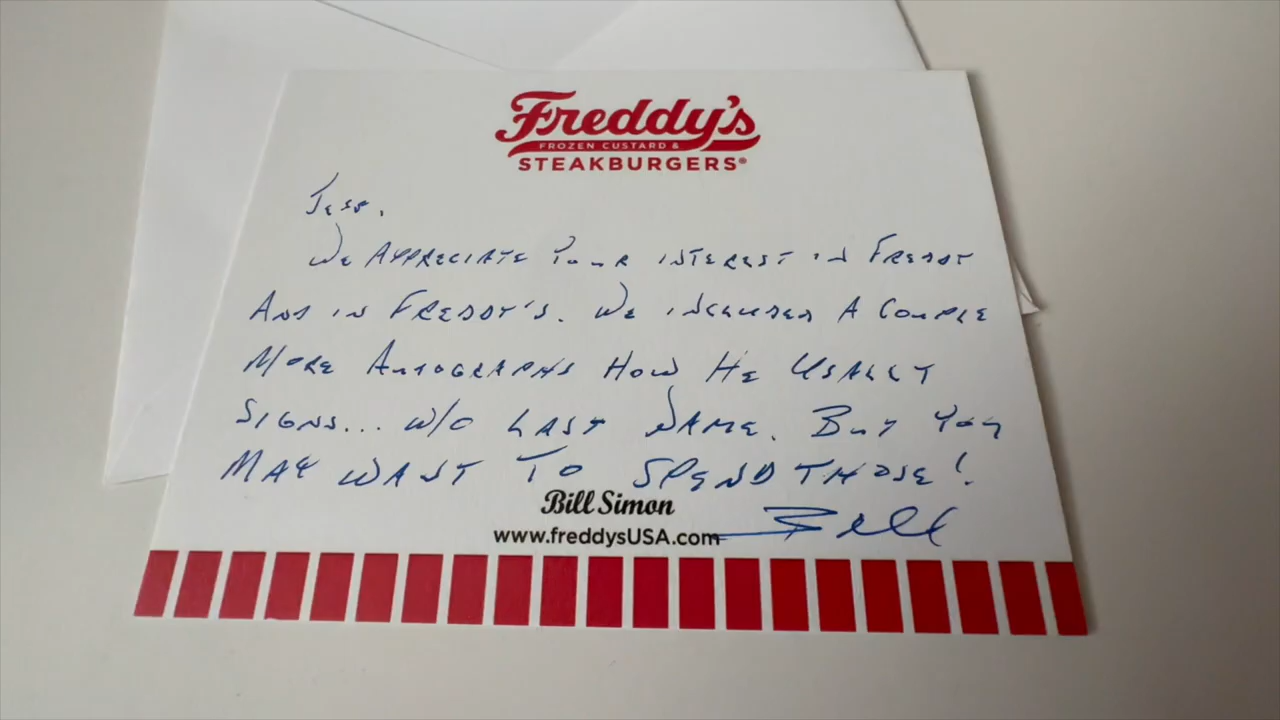 Freddy's
FROZEN CUSTARD &
STEAKBURGERS®
Jess,
WE APPRECIATE YOUR INTEREST IN FREDDY
AND IN FREDDY'S. WE INCLUDED A COUPLE
MORE AUTOGRAPHS HOW HE USUALLY
SIGNS... W/O LAST NAME. BUT YOU
MAY WANT TO SPEND THOSE!
Bill Simon
www.freddysUSA.com
Bill